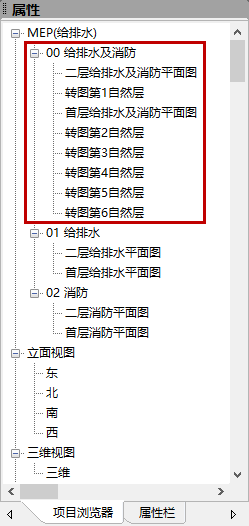 属性
MEP(给排水)
00 给排水及消防
二层给排水及消防平面图
转图第1自然层
首层给排水及消防平面图
转图第2自然层
转图第3自然层
转图第4自然层
转图第5自然层
转图第6自然层
01 给排水
二层给排水平面图
首层给排水平面图
02 消防
二层消防平面图
首层消防平面图
立面视图
东
北
南
西
三维视图
三维
项目浏览器 属性栏